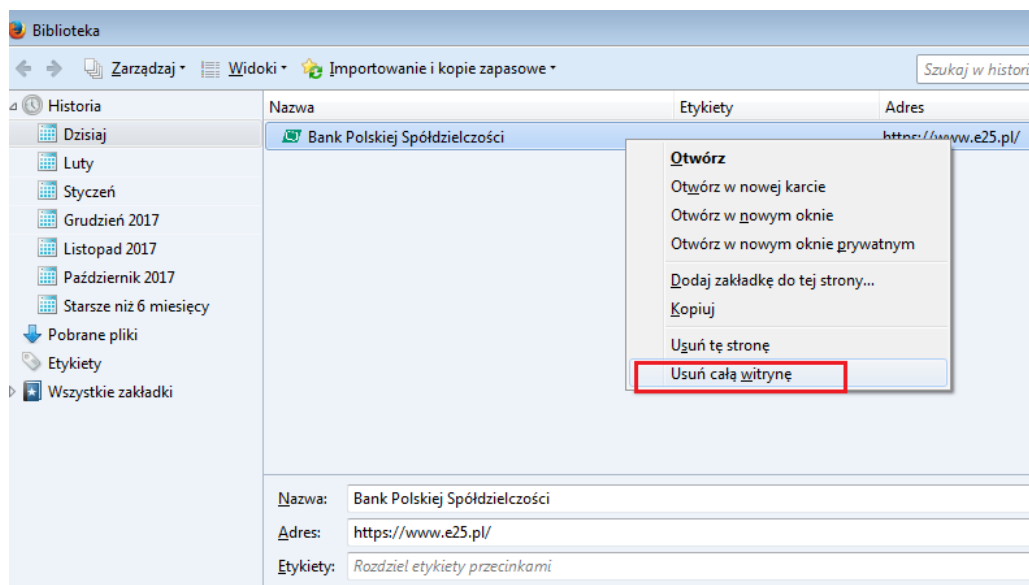 Biblioteka
Zarządzaj Widoki Importowanie i kopie zapasowe Szukaj w histori
Historia
Dzisiaj
Luty
Styczeń
Grudzień 2017
Listopad 2017
Październik 2017
Starsze niż 6 miesięcy
Pobrane pliki
Etykiety
Wszystkie zakładki
Nazwa Etykiety Adres
Bank Polskiej Spółdzielczości https://www.e25.pl/
Otwórz
Otwórz w nowej karcie
Otwórz w nowym oknie
Otwórz w nowym oknie prywatnym
Dodaj zakładkę do tej strony...
Kopiuj
Usuń tę stronę
Usuń całą witrynę
Nazwa: Bank Polskiej Spółdzielczości
Adres: https://www.e25.pl/
Etykiety: Rozdziel etykiety przecinkami